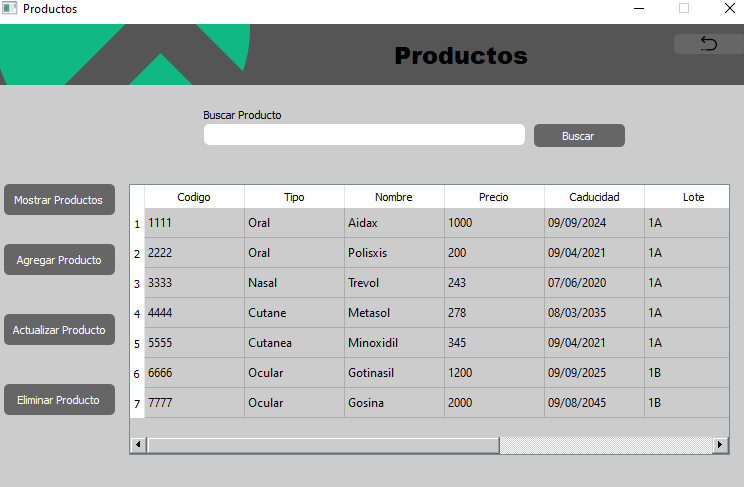 Productos
Productos
Buscar Producto
Buscar
Mostrar Productos
Agregar Producto
Actualizar Producto
Eliminar Producto
Codigo Tipo Nombre Precio Caducidad Lote
1 1111 Oral Aidax 1000 09/09/2024 1A
2 2222 Oral Polisxis 200 09/04/2021 1A
3 3333 Nasal Trevol 243 07/06/2020 1A
4 4444 Cutane Metasol 278 08/03/2035 1A
5 5555 Cutanea Minoxidil 345 09/04/2021 1A
6 6666 Ocular Gotinasil 1200 09/09/2025 1B
7 7777 Ocular Gosina 2000 09/08/2045 1B